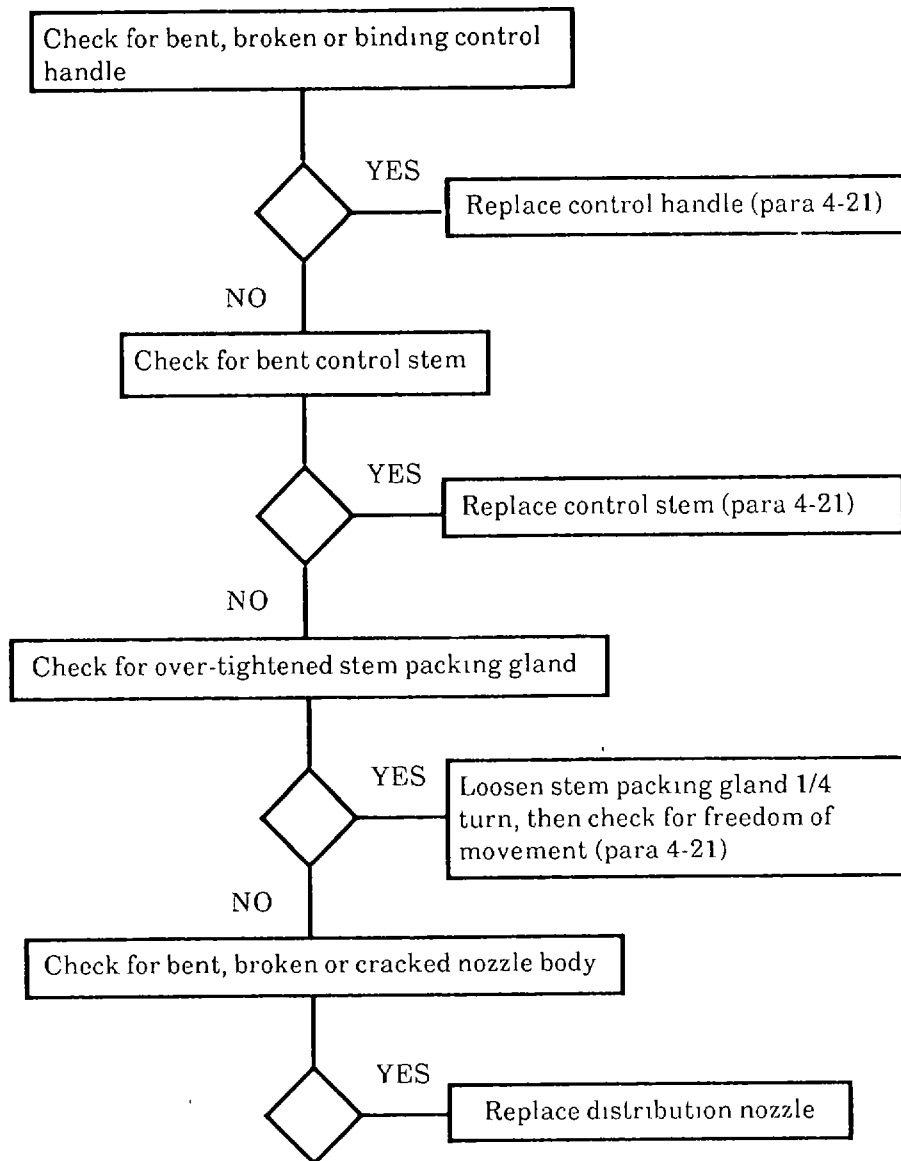 Check for bent, broken or binding control
handle
YES
Replace control handle (para 4-21)
NO
Check for bent control stem
YES
Replace control stem (para 4-21)
NO
Check for over-tightened stem packing gland
YES
Loosen stem packing gland 1/4
turn, then check for freedom of
movement (para 4-21)
NO
Check for bent, broken or cracked nozzle body
YES
Replace distribution nozzle